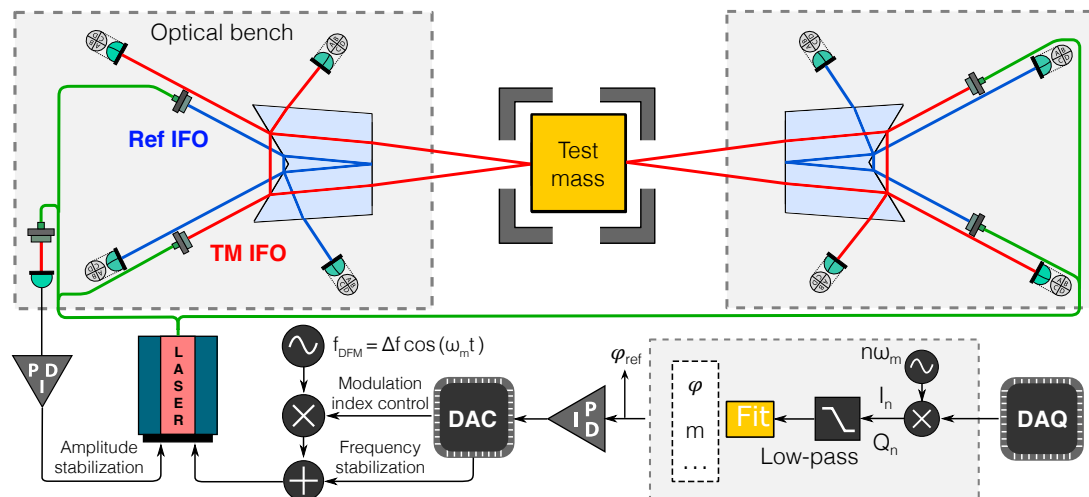 Optical bench
Ref IFO
TM IFO
Test
mass
A B
C D
LASER
P D
I
Amplitude
stabilization
f_DFM = Δf cos (ω_m t)
Modulation
index control
Frequency
stabilization
DAC
P
I
D
φ_ref
φ
m
...
Fit
Low-pass
I_n
Q_n
nω_m
DAQ